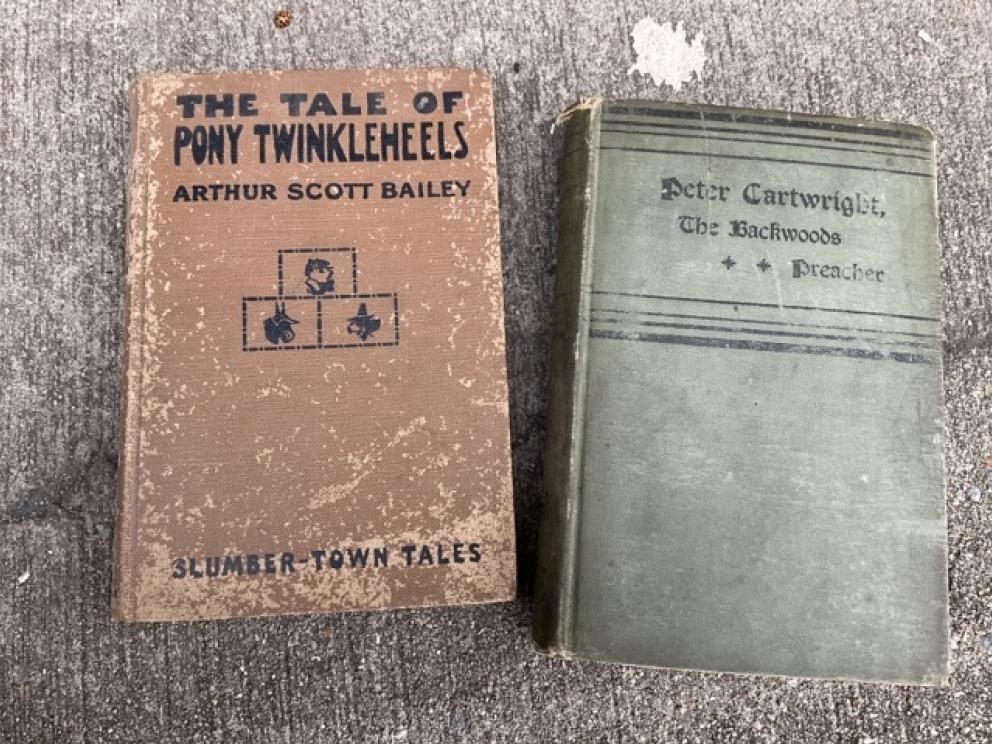 THE TALE OF
PONY TWINKLEHEELS
ARTHUR SCOTT BAILEY
SLUMBER-TOWN TALES
Peter Cartwright,
The Backwoods
Preacher